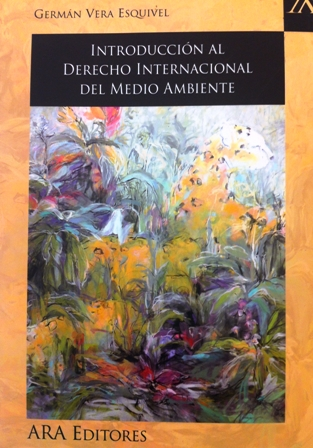 GERMÁN VERA ESQUIVEL
INTRODUCCIÓN AL
DERECHO INTERNACIONAL
DEL MEDIO AMBIENTE
ARA EDITORES